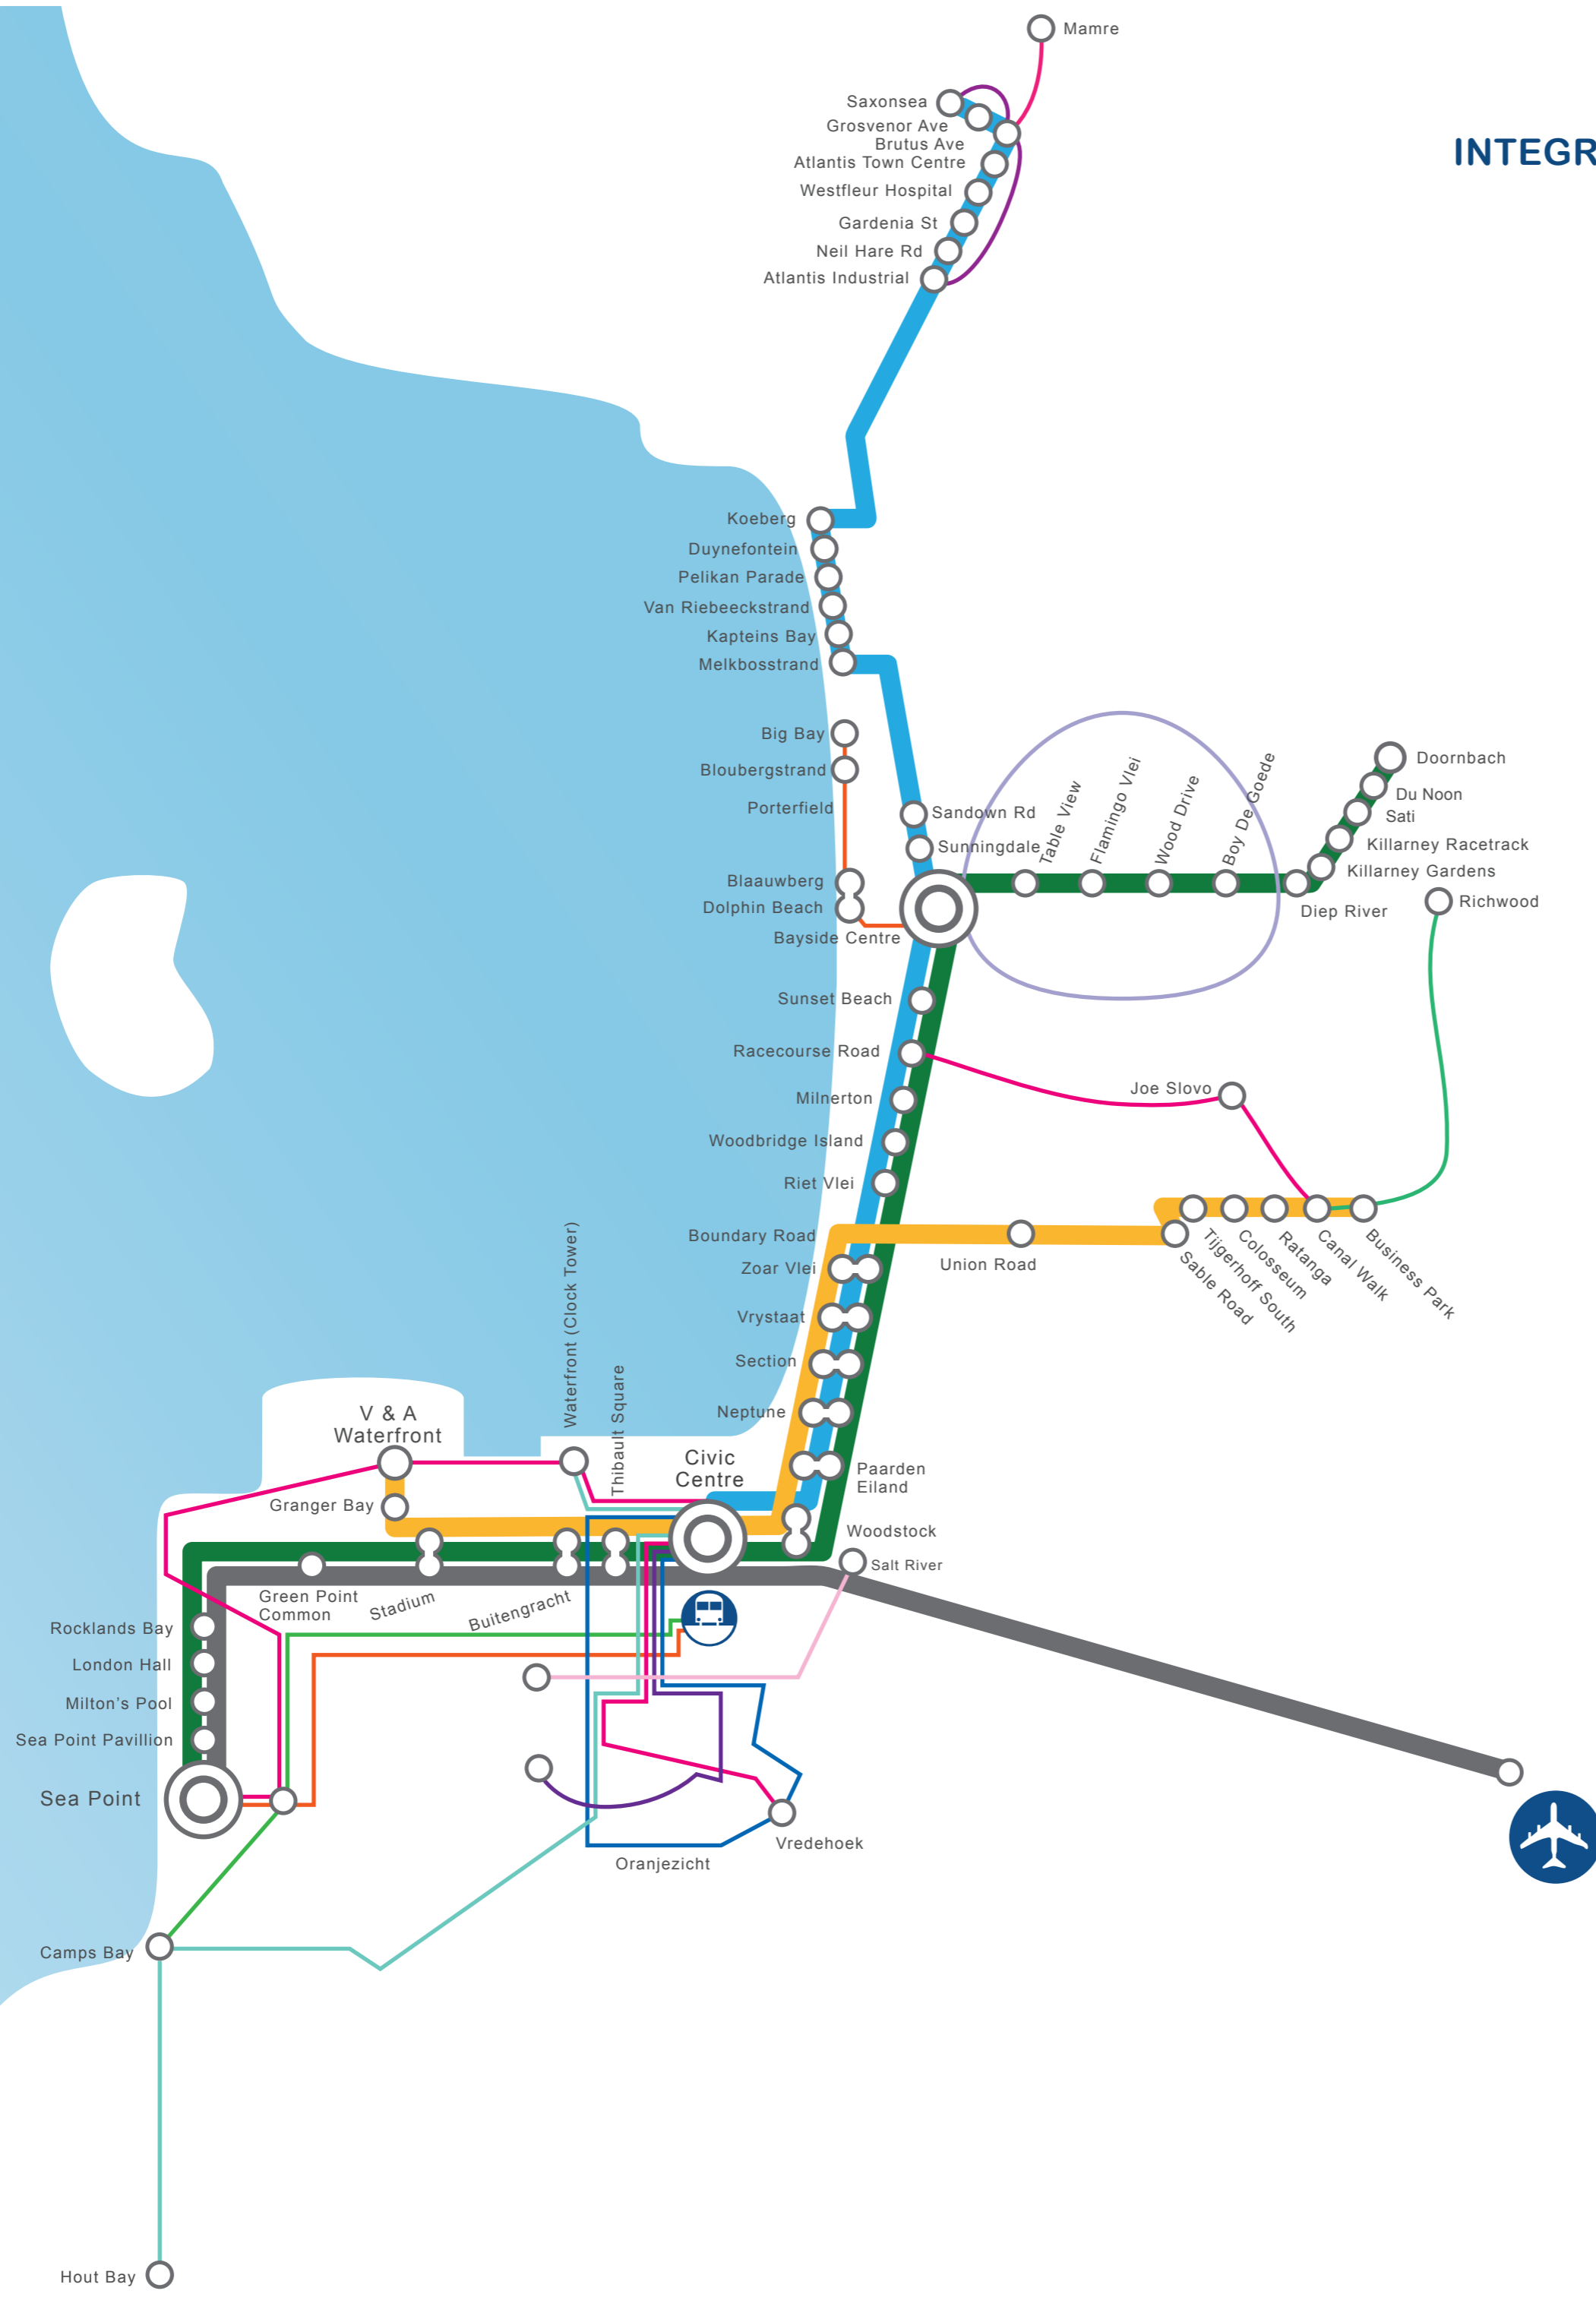 Mamre
INTEGR
Saxonsea
Grosvenor Ave
Brutus Ave
Atlantis Town Centre
Westfleur Hospital
Gardenia St
Neil Hare Rd
Atlantis Industrial
Koeberg
Duynefontein
Pelikan Parade
Van Riebeeckstrand
Kapteins Bay
Melkbosstrand
Big Bay
Bloubergstrand
Porterfield
Sandown Rd
Sunningdale
Table View
Flamingo Vlei
Wood Drive
Boy De Goede
Doornbach
Du Noon
Sati
Killarney Racetrack
Killarney Gardens
Diep River
Richwood
Blaauwberg
Dolphin Beach
Bayside Centre
Sunset Beach
Racecourse Road
Joe Slovo
Milnerton
Woodbridge Island
Riet Vlei
Boundary Road
Union Road
Sable Road
Tijgerhoff South
Colosseum
Ratanga
Canal Walk
Business Park
Zoar Vlei
Vrystaat
Section
Neptune
Paarden
Eiland
Waterfront (Clock Tower)
Thibault Square
V & A
Waterfront
Civic
Centre
Granger Bay
Woodstock
Salt River
Green Point
Common
Stadium
Buitengracht
Rocklands Bay
London Hall
Milton's Pool
Sea Point Pavillion
Sea Point
Vredehoek
Oranjezicht
Camps Bay
Hout Bay